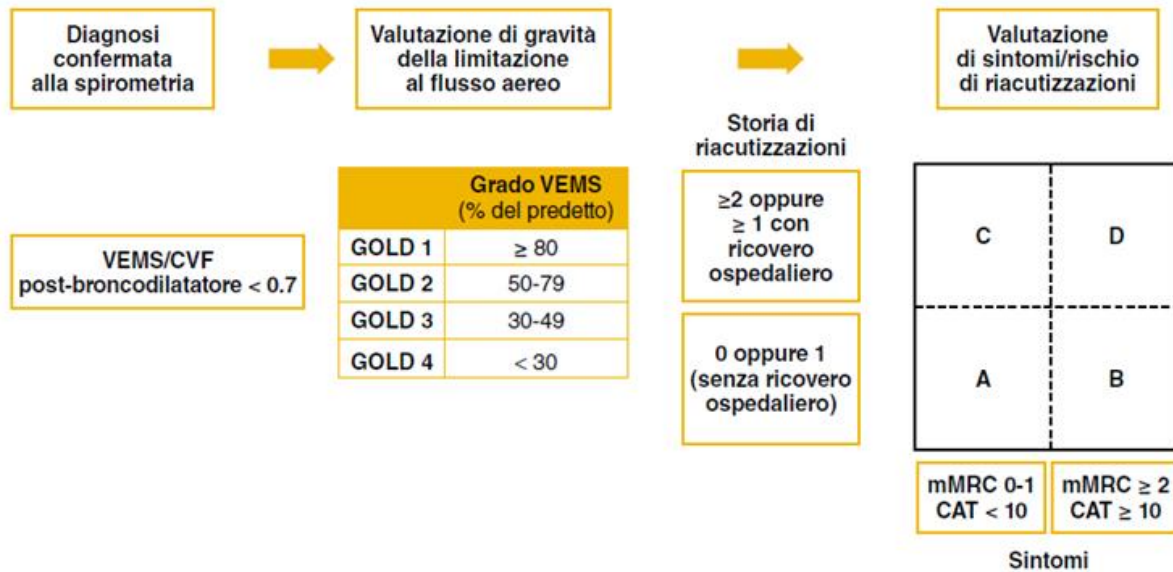 Diagnosi
confermata
alla spirometria
Valutazione di gravità
della limitazione
al flusso aereo
Valutazione
di sintomi/rischio
di riacutizzazioni
VEMS/CVF
post-broncodilatatore < 0.7
Grado VEMS
(% del predetto)
GOLD 1 ≥ 80
GOLD 2 50-79
GOLD 3 30-49
GOLD 4 < 30
Storia di
riacutizzazioni
≥2 oppure
≥ 1 con
ricovero
ospedaliero
0 oppure 1
(senza ricovero
ospedaliero)
C D
A B
mMRC 0-1
CAT < 10
mMRC ≥ 2
CAT ≥ 10
Sintomi